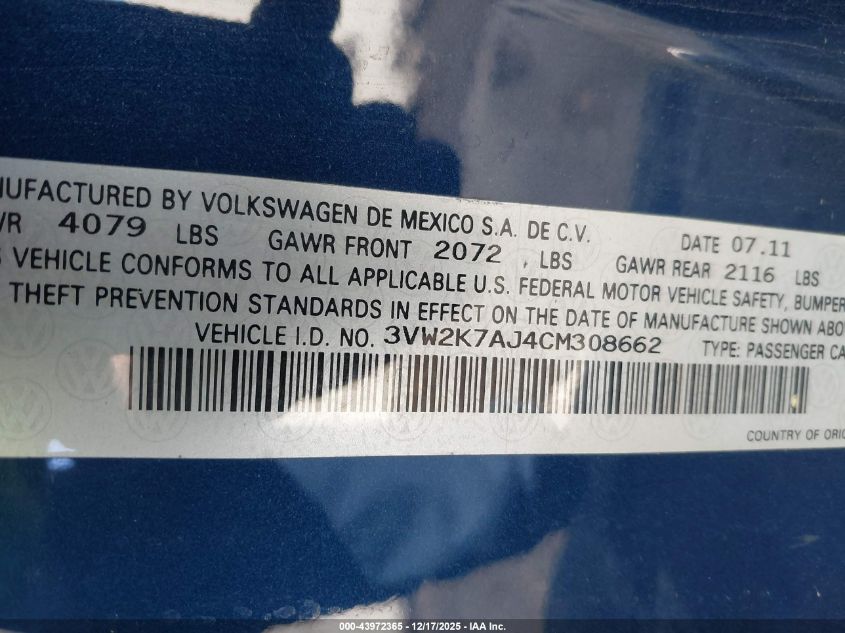 NUFACTURED BY VOLKSWAGEN DE MEXICO S.A. DE C.V. DATE 07.11
WR 4079 LBS GAWR FRONT 2072 LBS GAWR REAR 2116 LBS
S VEHICLE CONFORMS TO ALL APPLICABLE U.S. FEDERAL MOTOR VEHICLE SAFETY, BUMPER
THEFT PREVENTION STANDARDS IN EFFECT ON THE DATE OF MANUFACTURE SHOWN ABO
VEHICLE I.D. NO. 3VW2K7AJ4CM308662 TYPE: PASSENGER CA
COUNTRY OF ORIG
000-43972365 - 12/17/2025 - IAA Inc.